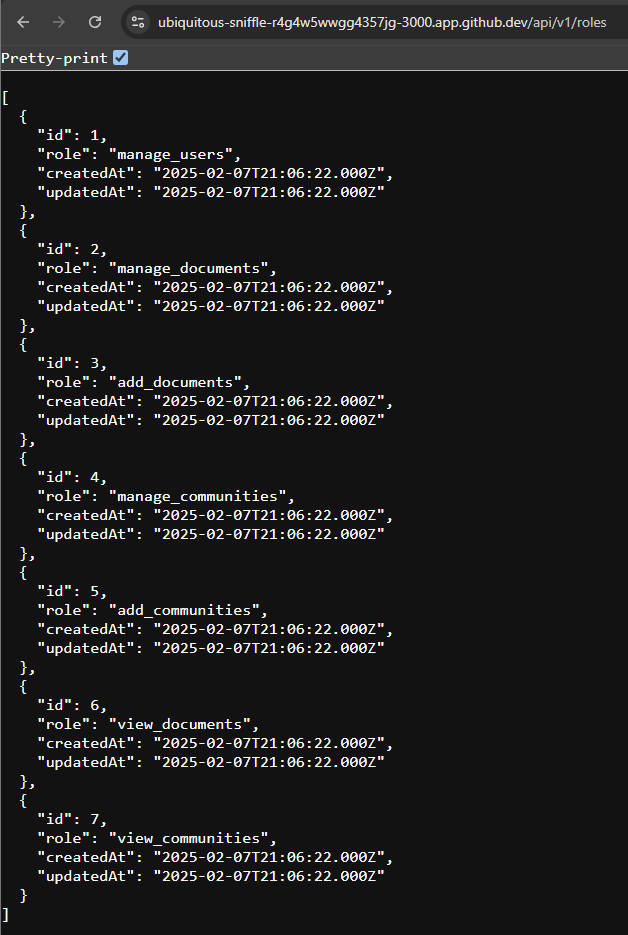 ubiquitous-sniffle-r4g4w5wwgg4357jg-3000.app.github.dev/api/v1/roles
Pretty-print
[
  {
    "id": 1,
    "role": "manage_users",
    "createdAt": "2025-02-07T21:06:22.000Z",
    "updatedAt": "2025-02-07T21:06:22.000Z"
  },
  {
    "id": 2,
    "role": "manage_documents",
    "createdAt": "2025-02-07T21:06:22.000Z",
    "updatedAt": "2025-02-07T21:06:22.000Z"
  },
  {
    "id": 3,
    "role": "add_documents",
    "createdAt": "2025-02-07T21:06:22.000Z",
    "updatedAt": "2025-02-07T21:06:22.000Z"
  },
  {
    "id": 4,
    "role": "manage_communities",
    "createdAt": "2025-02-07T21:06:22.000Z",
    "updatedAt": "2025-02-07T21:06:22.000Z"
  },
  {
    "id": 5,
    "role": "add_communities",
    "createdAt": "2025-02-07T21:06:22.000Z",
    "updatedAt": "2025-02-07T21:06:22.000Z"
  },
  {
    "id": 6,
    "role": "view_documents",
    "createdAt": "2025-02-07T21:06:22.000Z",
    "updatedAt": "2025-02-07T21:06:22.000Z"
  },
  {
    "id": 7,
    "role": "view_communities",
    "createdAt": "2025-02-07T21:06:22.000Z",
    "updatedAt": "2025-02-07T21:06:22.000Z"
  }
]